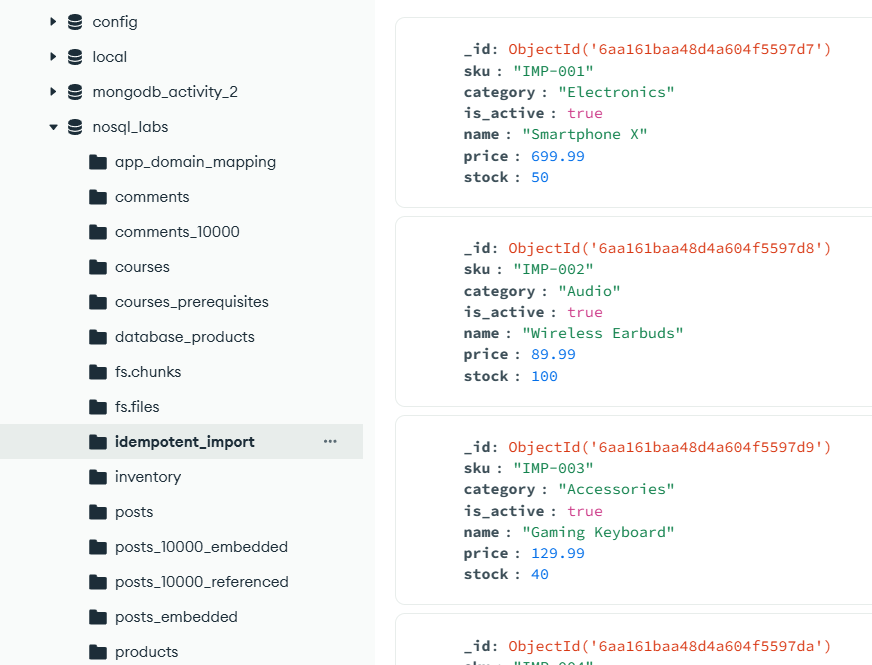 config
local
mongodb_activity_2
nosql_labs
app_domain_mapping
comments
comments_10000
courses
courses_prerequisites
database_products
fs.chunks
fs.files
idempotent_import
inventory
posts
posts_10000_embedded
posts_10000_referenced
posts_embedded
products
_id: ObjectId('6aa161baa48d4a604f5597d7')
sku : "IMP-001"
category : "Electronics"
is_active : true
name : "Smartphone X"
price : 699.99
stock : 50
_id: ObjectId('6aa161baa48d4a604f5597d8')
sku : "IMP-002"
category : "Audio"
is_active : true
name : "Wireless Earbuds"
price : 89.99
stock : 100
_id: ObjectId('6aa161baa48d4a604f5597d9')
sku : "IMP-003"
category : "Accessories"
is_active : true
name : "Gaming Keyboard"
price : 129.99
stock : 40
_id: ObjectId('6aa161baa48d4a604f5597da')
sku : "IMP-004"